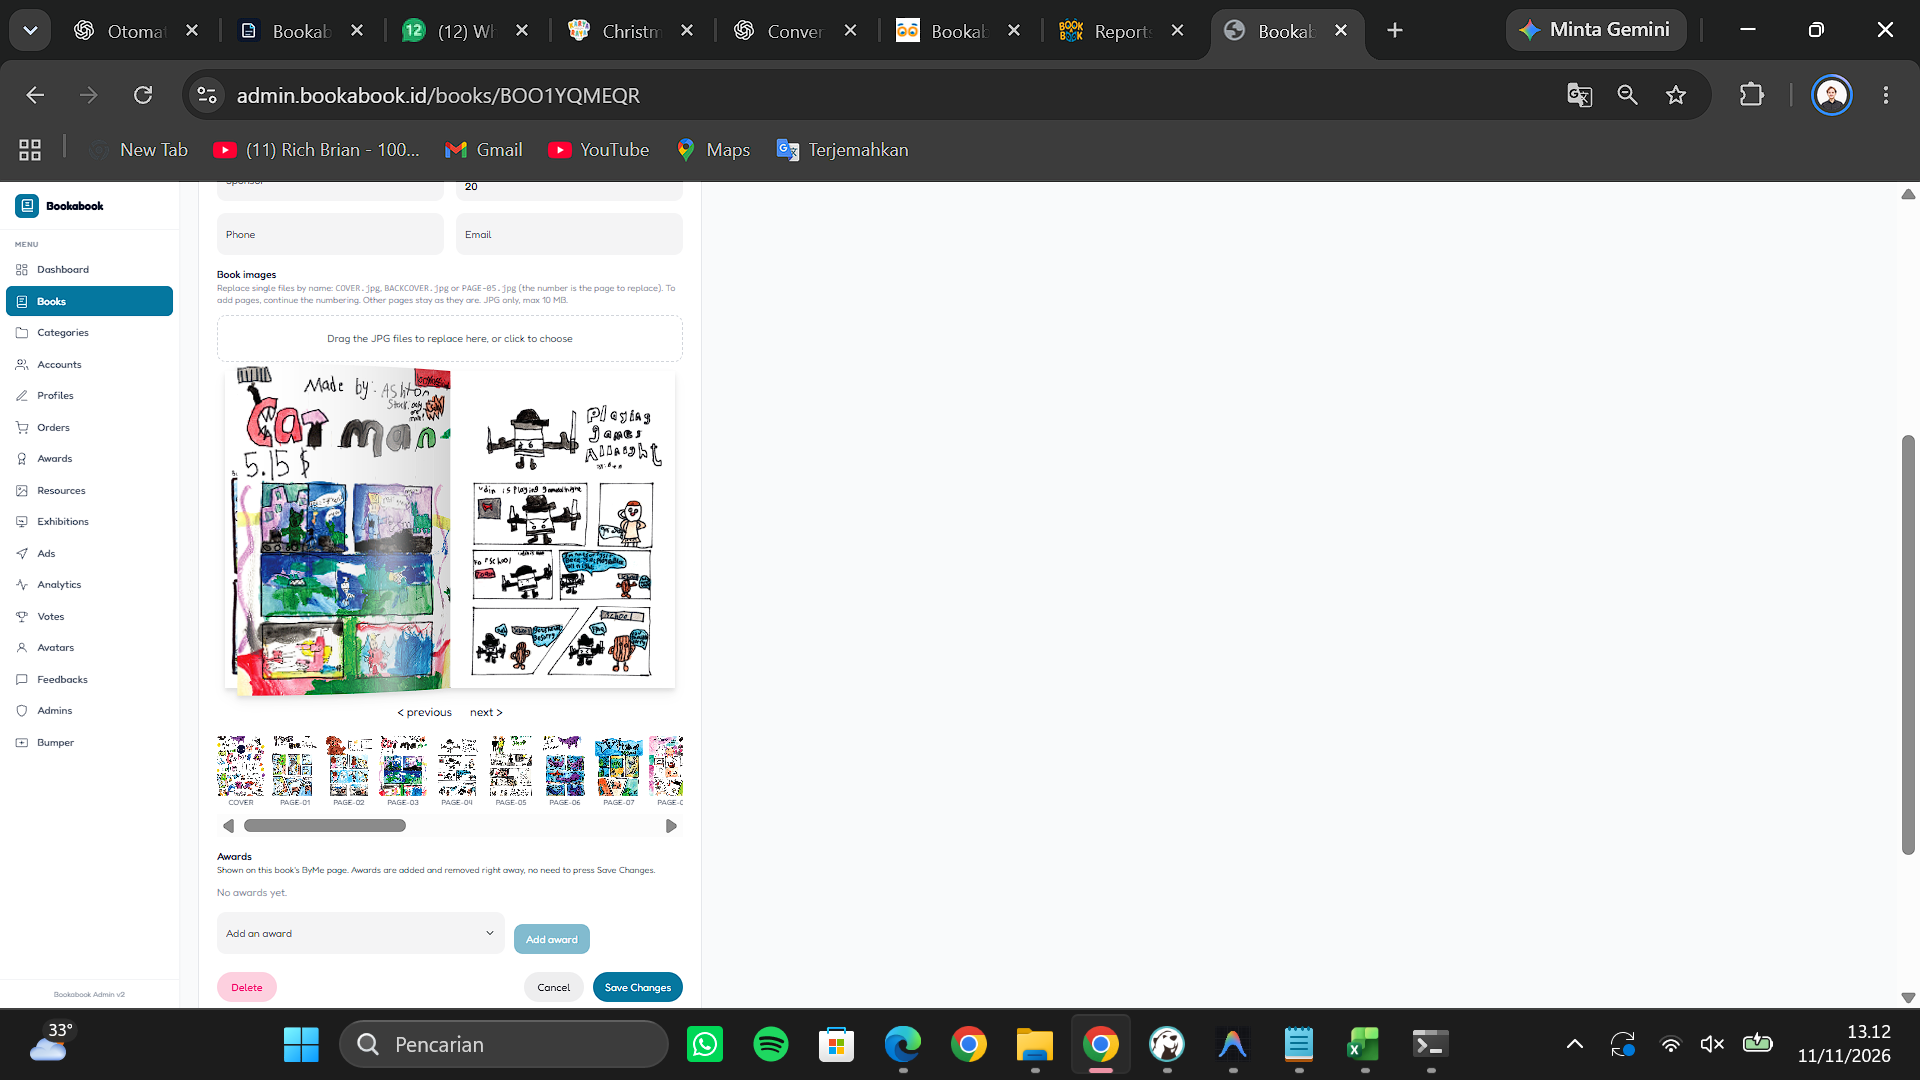 Otomat
Bookab
(12) Wh
Christm
Conver
Bookab
Reports
Bookab
Minta Gemini
admin.bookabook.id/books/BOO1YQMEQR
New Tab
(11) Rich Brian - 100...
Gmail
YouTube
Maps
Terjemahkan
Bookabook
MENU
Dashboard
Books
Categories
Accounts
Profiles
Orders
Awards
Resources
Exhibitions
Ads
Analytics
Votes
Avatars
Feedbacks
Admins
Bumper
Bookabook Admin v2
Sponsor
20
Phone
Email
Book images
Replace single files by name: COVER.jpg, BACKCOVER.jpg or PAGE-05.jpg (the number is the page to replace). To
add pages, continue the numbering. Other pages stay as they are. JPG only, max 10 MB.
Drag the JPG files to replace here, or click to choose
Made by: Ashton
Cat man
5.15 $
Playing
games
Allnight
< previous
next >
COVER
PAGE-01
PAGE-02
PAGE-03
PAGE-04
PAGE-05
PAGE-06
PAGE-07
PAGE-0
Awards
Shown on this book's ByMe page. Awards are added and removed right away, no need to press Save Changes.
No awards yet.
Add an award
Add award
Delete
Cancel
Save Changes
33°
Pencarian
13.12
11/11/2026